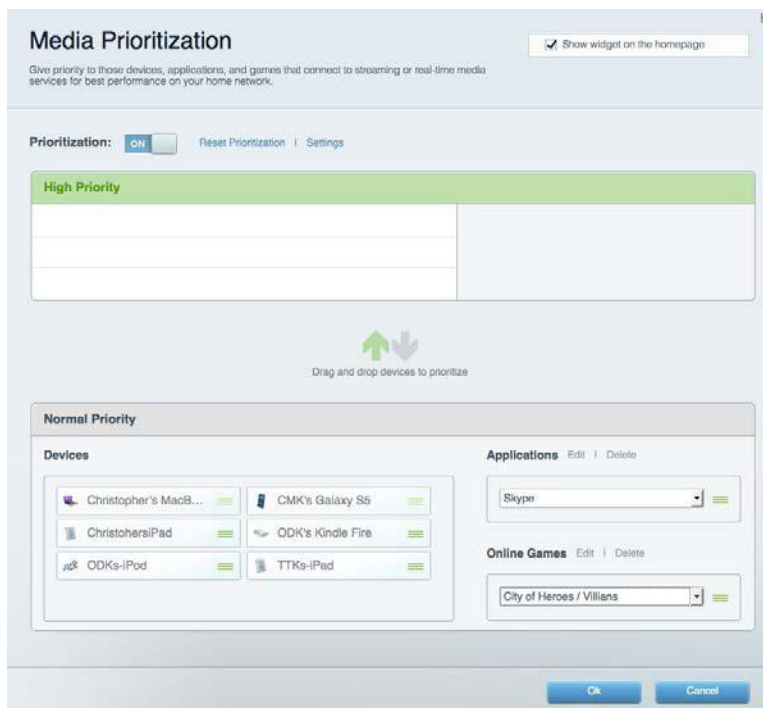 Media Prioritization
Show widget on the homepage
Give priority to those devices, applications, and games that connect to streaming or real-time media
services for best performance on your home network.
Prioritization: ON Reset Prioritization | Settings
High Priority
Drag and drop devices to prioritize
Normal Priority
Devices
Applications Edit | Delete
Christopher's MacB... CMK's Galaxy S5
Skype
ChristohersiPad ODK's Kindle Fire
Online Games Edit | Delete
ODKs-iPod TTKs-iPad
City of Heroes / Villians
Ok Cancel